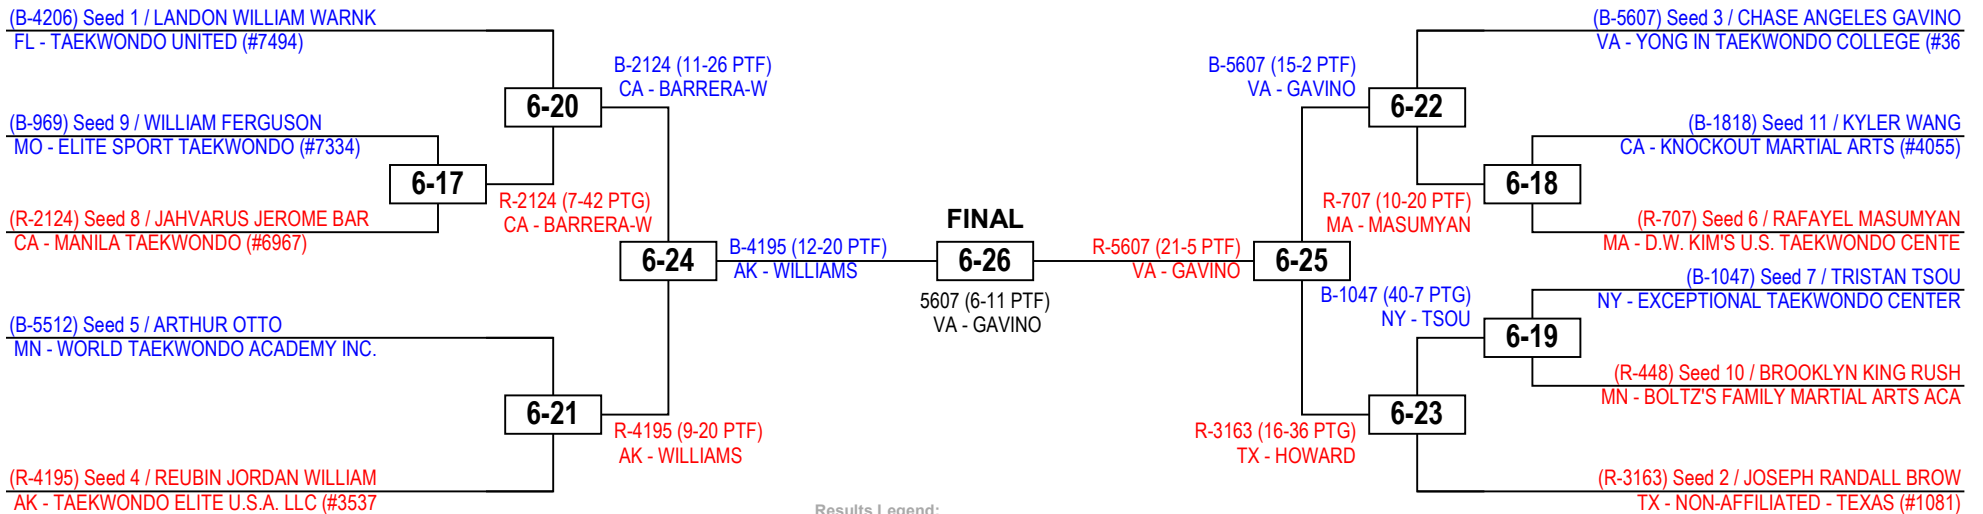 (B-4206) Seed 1 / LANDON WILLIAM WARNK
FL - TAEKWONDO UNITED (#7494)
B-2124 (11-26 PTF)
CA - BARRERA-W
6-20
(B-969) Seed 9 / WILLIAM FERGUSON
MO - ELITE SPORT TAEKWONDO (#7334)
6-17
R-2124 (7-42 PTG)
CA - BARRERA-W
(R-2124) Seed 8 / JAHVARUS JEROME BAR
CA - MANILA TAEKWONDO (#6967)
6-24
B-4195 (12-20 PTF)
AK - WILLIAMS
(B-5512) Seed 5 / ARTHUR OTTO
MN - WORLD TAEKWONDO ACADEMY INC.
6-21
R-4195 (9-20 PTF)
AK - WILLIAMS
(R-4195) Seed 4 / REUBIN JORDAN WILLIAM
AK - TAEKWONDO ELITE U.S.A. LLC (#3537
FINAL
6-26
5607 (6-11 PTF)
VA - GAVINO
(B-5607) Seed 3 / CHASE ANGELES GAVINO
VA - YONG IN TAEKWONDO COLLEGE (#36
B-5607 (15-2 PTF)
VA - GAVINO
6-22
(B-1818) Seed 11 / KYLER WANG
CA - KNOCKOUT MARTIAL ARTS (#4055)
6-18
R-707 (10-20 PTF)
MA - MASUMYAN
(R-707) Seed 6 / RAFAYEL MASUMYAN
MA - D.W. KIM'S U.S. TAEKWONDO CENTE
R-5607 (21-5 PTF)
VA - GAVINO
6-25
(B-1047) Seed 7 / TRISTAN TSOU
NY - EXCEPTIONAL TAEKWONDO CENTER
B-1047 (40-7 PTG)
NY - TSOU
6-19
(R-448) Seed 10 / BROOKLYN KING RUSH
MN - BOLTZ'S FAMILY MARTIAL ARTS ACA
6-23
R-3163 (16-36 PTG)
TX - HOWARD
(R-3163) Seed 2 / JOSEPH RANDALL BROW
TX - NON-AFFILIATED - TEXAS (#1081)
Results Legend: